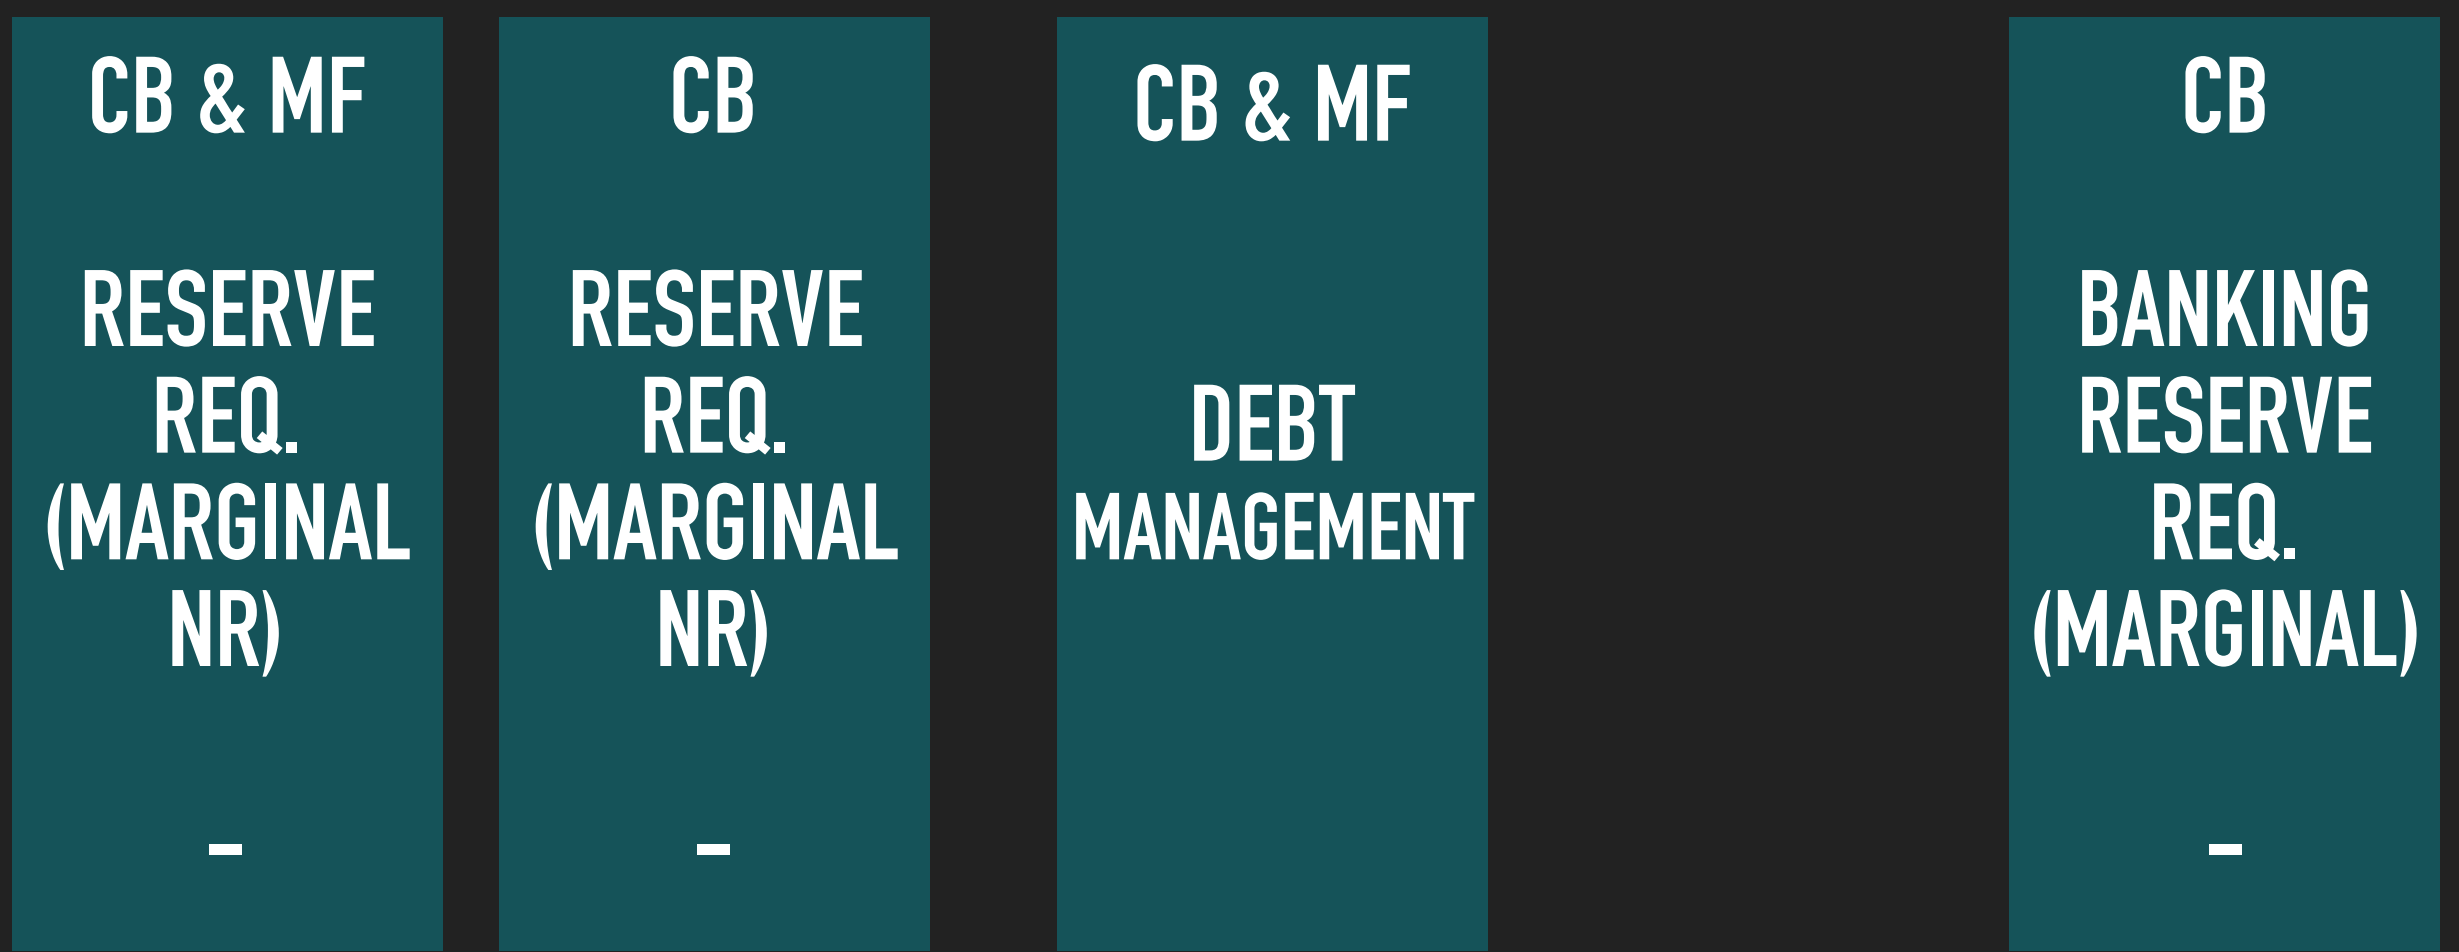 CB & MF
RESERVE
REQ.
(MARGINAL
NR)
-
CB
RESERVE
REQ.
(MARGINAL
NR)
-
CB & MF
DEBT
MANAGEMENT
CB
BANKING
RESERVE
REQ.
(MARGINAL)
-